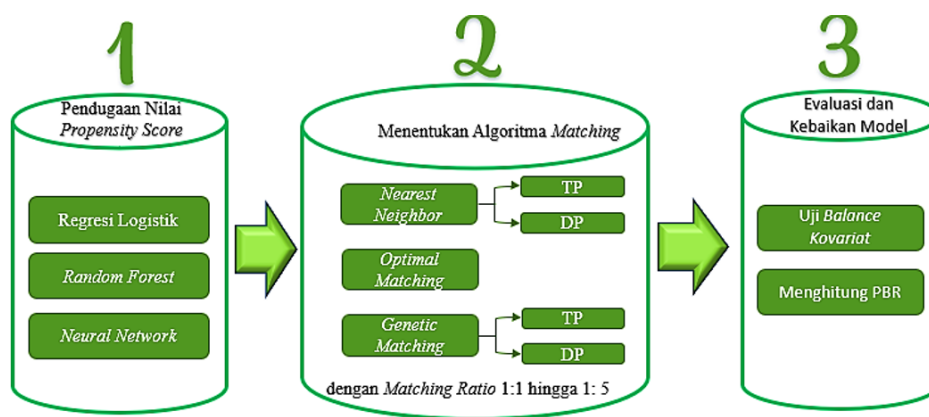 1
Pendugaan Nilai
Propensity Score
Regresi Logistik
Random Forest
Neural Network
2
Menentukan Algoritma Matching
Nearest
Neighbor
TP
DP
Optimal
Matching
Genetic
Matching
TP
DP
dengan Matching Ratio 1:1 hingga 1: 5
3
Evaluasi dan
Kebaikan Model
Uji Balance
Kovariat
Menghitung PBR